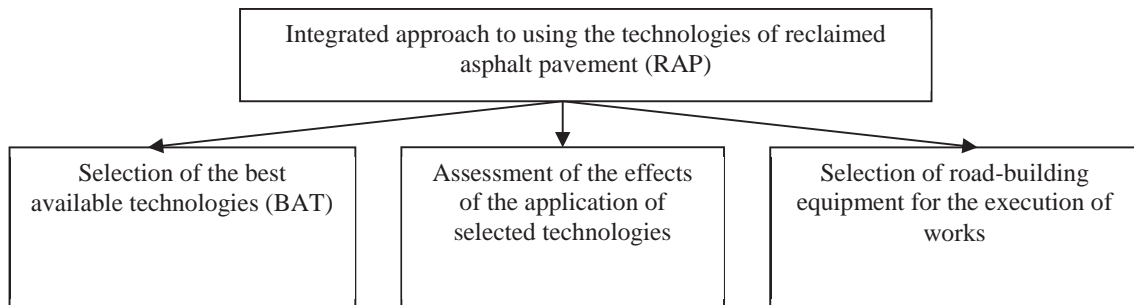 Integrated approach to using the technologies of reclaimed
asphalt pavement (RAP)
Selection of the best
available technologies (BAT)
Assessment of the effects
of the application of
selected technologies
Selection of road-building
equipment for the execution of
works